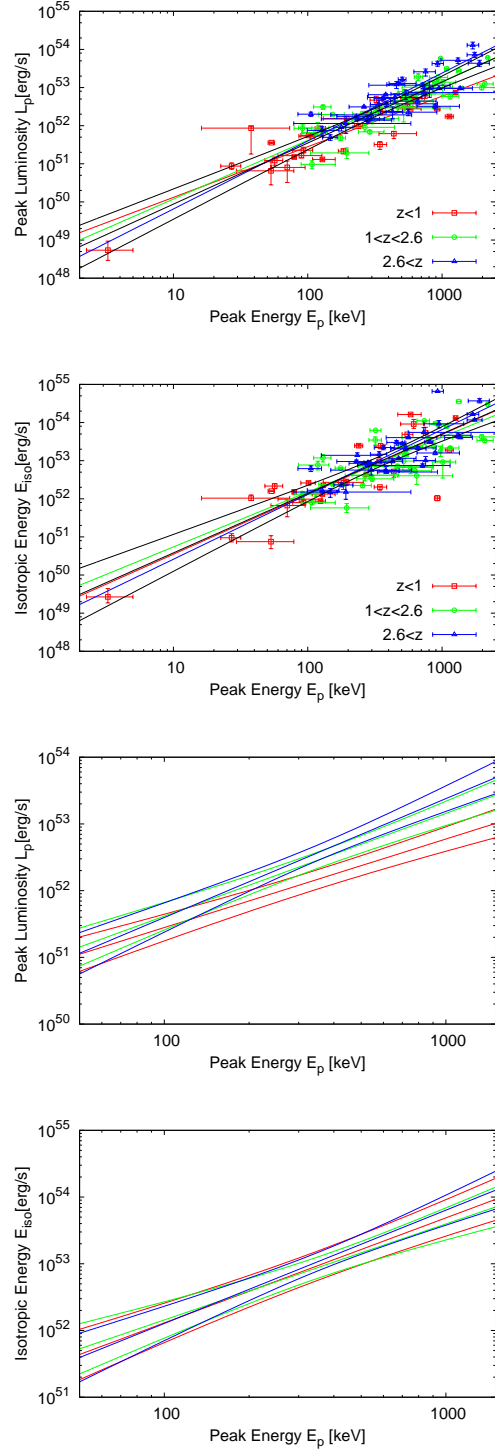 10^55
10^54
10^53
10^52
10^51
10^50
10^49
10^48
Peak Luminosity L_p [erg/s]
z<1
1<z<2.6
2.6<z
10 100 1000
Peak Energy E_p [keV]
10^55
10^54
10^53
10^52
10^51
10^50
10^49
10^48
Isotropic Energy E_iso[erg/s]
z<1
1<z<2.6
2.6<z
10 100 1000
Peak Energy E_p [keV]
10^54
10^53
10^52
10^51
10^50
Peak Luminosity L_p[erg/s]
100 1000
Peak Energy E_p [keV]
10^55
10^54
10^53
10^52
10^51
Isotropic Energy E_iso[erg/s]
100 1000
Peak Energy E_p [keV]